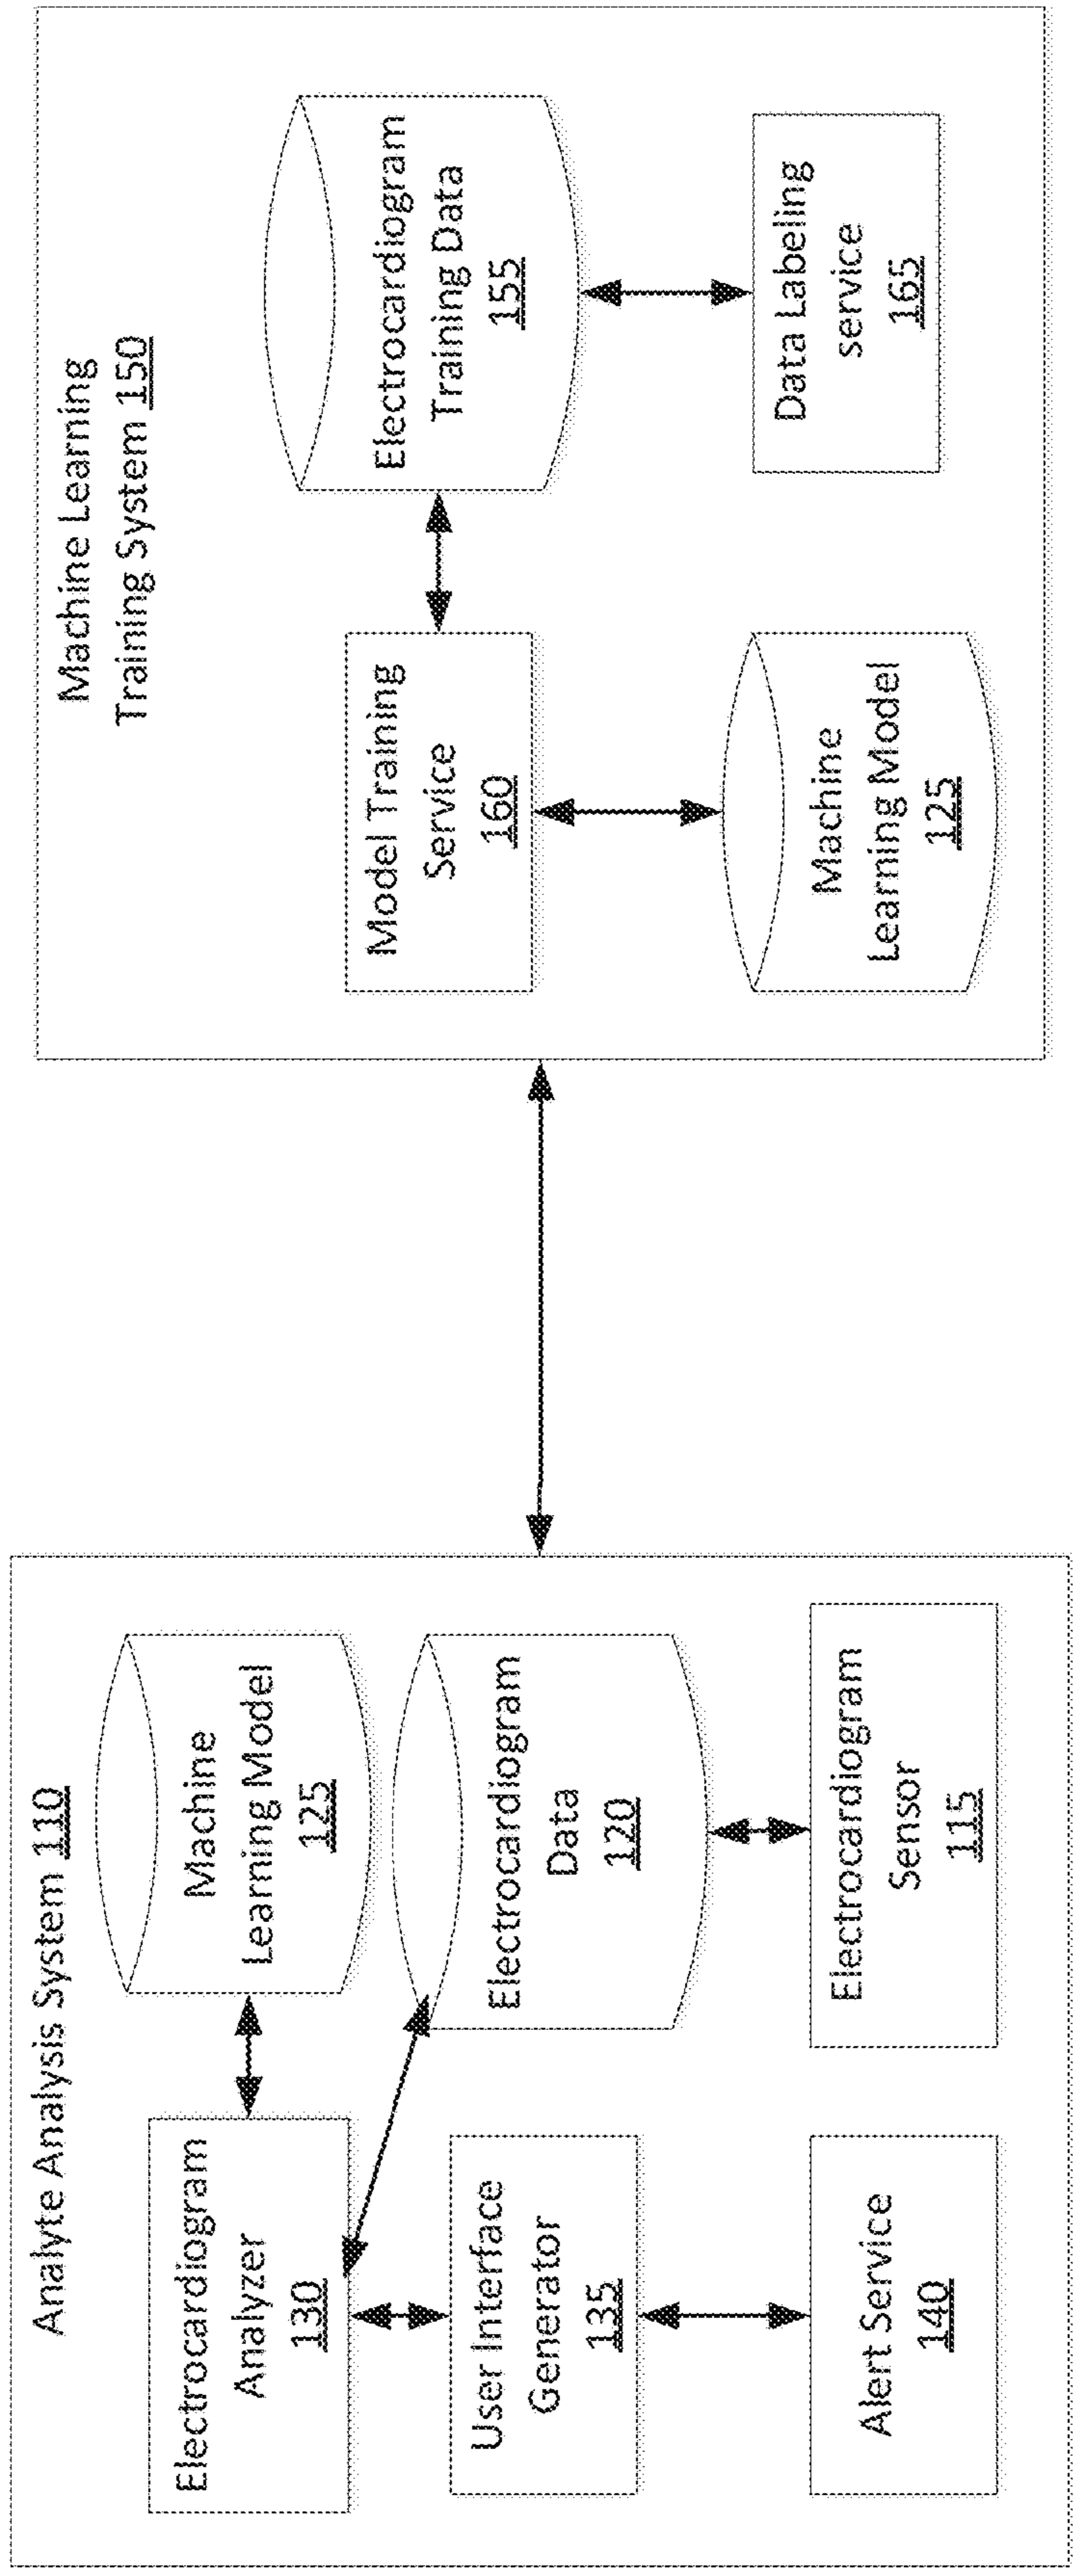 Analyte Analysis System 110
Electrocardiogram
Analyzer
130
Machine
Learning Model
125
User Interface
Generator
135
Electrocardiogram
Data
120
Alert Service
140
Electrocardiogram
Sensor
115
Machine Learning
Training System 150
Model Training
Service
160
Electrocardiogram
Training Data
155
Machine
Learning Model
125
Data Labeling
service
165